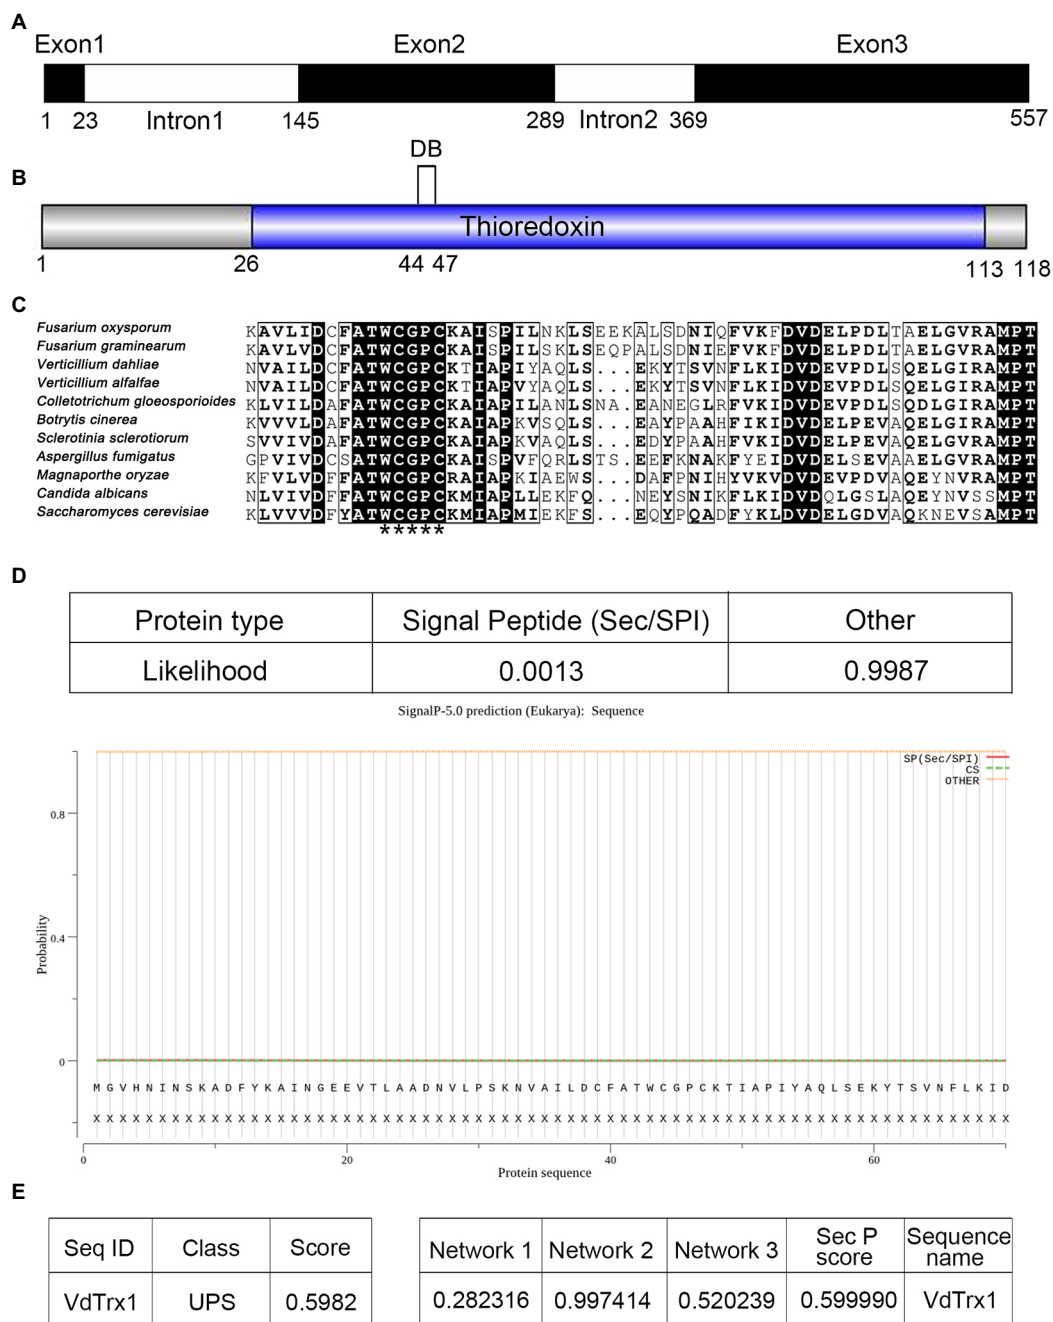 A
Exon1 Exon2 Exon3
1 23 Intron1 145 289 Intron2 369 557
DB
B
Thioredoxin
1 26 44 47 113 118
C
Fusarium oxysporum KAVLIDCFATWCGPCKAISPILNKLSEEKALSDNIQFVKFDVDELPDLTAELGVRAMPT
Fusarium graminearum KAVLVDCFATWCGPCKAISPILSKLSEQPALSDNIEFVKFDVDELPDLTAELGVRAMPT
Verticillium dahliae NVAILDCFATWCGPCKTIAPIYAQLS...EKYTSVNFLKIDVDELPDLSQELGIRAMPT
Verticillium alfalfae NVAILDCFATWCGPCKTIAPVYAQLS...EKYTSVNFLKIDVDELPDLSQELGIRAMPT
Colletotrichum gloeosporioides KLVILDAFATWCGPCKAIAPILANLSNA.EANEGLRFVKIDVDEVPDLSQDLGIRAMPT
Botrytis cinerea KVVVLDAFATWCGPCKAIAPKVSQLS...EDYPAAHFIKIDVDELPEVAQELGIRAMPT
Sclerotinia sclerotiorum SVVIVDAFATWCGPCKAIAPKVAQLS...EDYPSARFIKIDVDELPEVAQELGIRAMPT
Aspergillus fumigatus GPVIVDCSATWCGPCKAISPVFQRLSTS.EEFKNAKFYEIDVDELSEVAAELGVRAMPT
Magnaporthe oryzae KFVLVDFFATWCGPCRAIAPKIAEWS...DAFPNIHYVKVDVDELPDVAQEYNVRAMPT
Candida albicans NLVIVDFFATWCGPCKMIAPLLEKFQ...NEYSNIKFLKIDVDQLGSLAQEYNVSSMPT
Saccharomyces cerevisiae KLVVVDFYATWCGPCKMIAPMIEKFS...EQYPQADFYKLDVDELGDVAQKNEVSAMPT
*****
D
Protein type Signal Peptide (Sec/SPI) Other
Likelihood 0.0013 0.9987
SignalP-5.0 prediction (Eukarya): Sequence
SP(Sec/SPI)
CS
OTHER
0.8
0.4
0
Probability
M G V H N I N S K A D F Y K A I N G E E V T L A A D N V L P S K N V A I L D C F A T W C G P C K T I A P I Y A Q L S E K Y T S V N F L K I D
X X X X X X X X X X X X X X X X X X X X X X X X X X X X X X X X X X X X X X X X X X X X X X X X X X X X X X X X X X X X X X X X X X X X X X
0 20 40 60
Protein sequence
E
Seq ID Class Score
VdTrx1 UPS 0.5982
Network 1 Network 2 Network 3 Sec P score Sequence name
0.282316 0.997414 0.520239 0.599990 VdTrx1